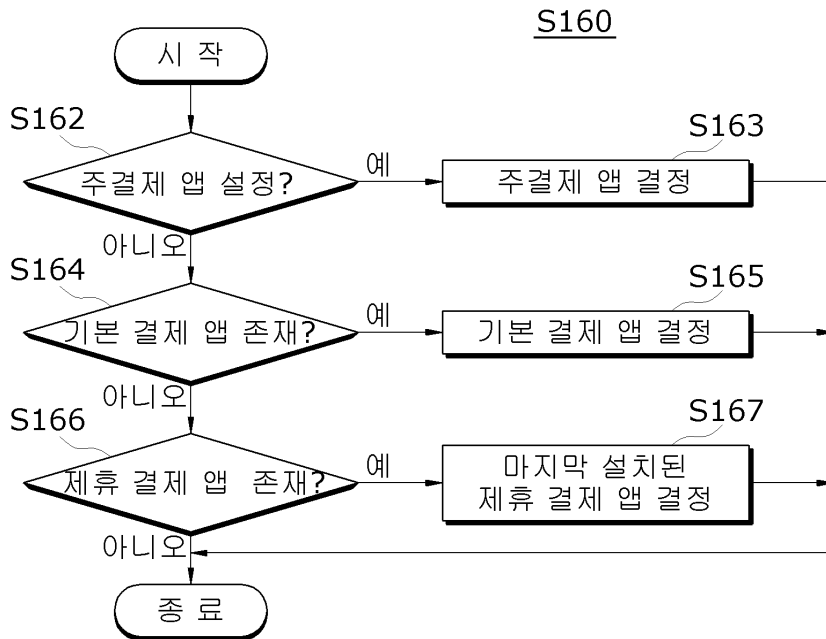 S160
시 작
S162
주결제 앱 설정?
예
S163
주결제 앱 결정
아니오
S164
기본 결제 앱 존재?
예
S165
기본 결제 앱 결정
아니오
S166
제휴 결제 앱 존재?
예
S167
마지막 설치된
제휴 결제 앱 결정
아니오
종 료